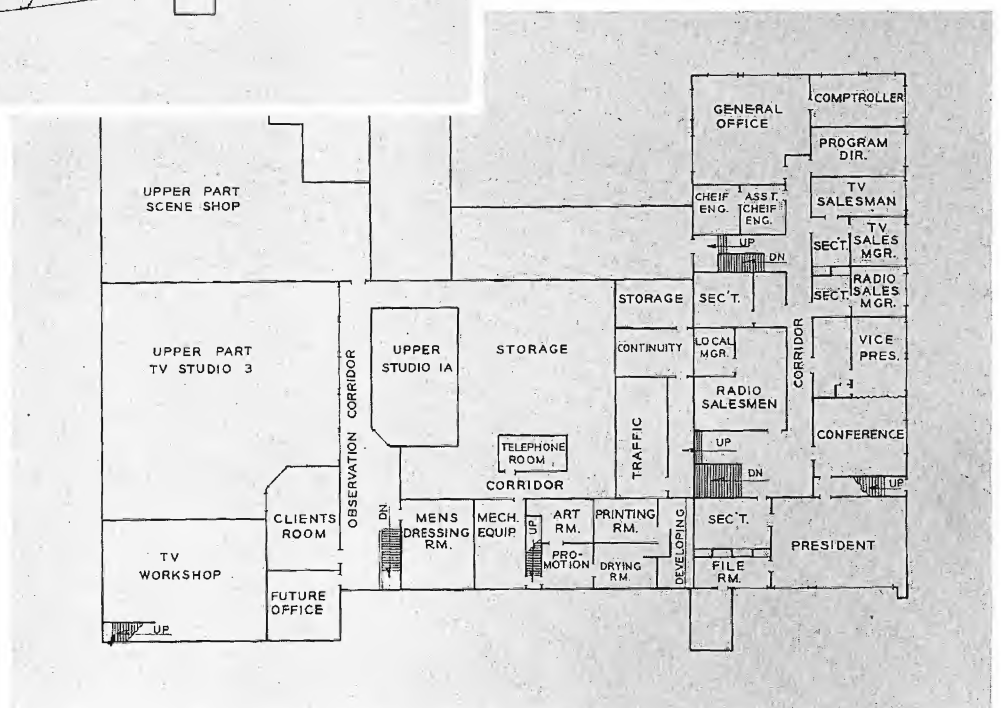 GENERAL
OFFICE
COMPTROLLER
PROGRAM
DIR.
UPPER PART
SCENE SHOP
CHEIF
ENG.
ASST.
CHEIF
ENG.
TV
SALESMAN
UP
DN
SECT.
TV
SALES
MGR.
SECT.
RADIO
SALES
MGR.
STORAGE
SEC'T.
UPPER PART
TV STUDIO 3
OBSERVATION CORRIDOR
UPPER
STUDIO 1A
STORAGE
CONTINUITY
LOCAL
MGR.
CORRIDOR
VICE
PRES.
RADIO
SALESMEN
TRAFFIC
TELEPHONE
ROOM
CORRIDOR
UP
DN
CONFERENCE
UP
CLIENTS
ROOM
DN
MENS
DRESSING
RM.
MECH.
EQUIP.
UP
ART
RM.
PRO-
MOTION
PRINTING
RM.
DRYING
RM.
DEVELOPING
SEC'T.
FILE
RM.
PRESIDENT
TV
WORKSHOP
FUTURE
OFFICE
UP